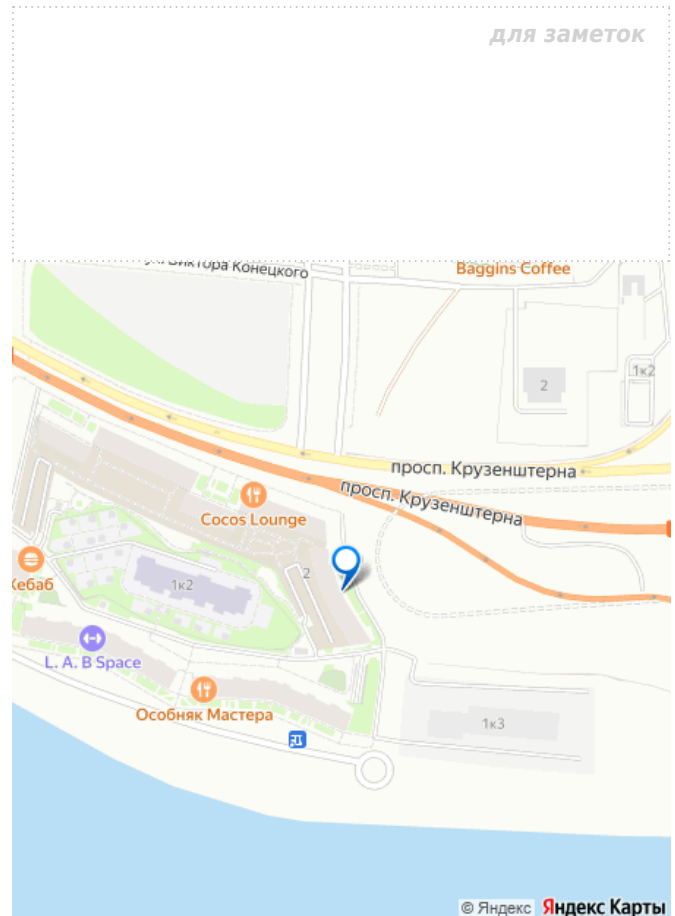 для заметок
Виктора Конецкого
Baggins Coffee
1к2
2
просп. Крузенштерна
просп. Крузенштерна
Cocos Lounge
Кебаб
1к2
2
L. A. B Space
Особняк Мастера
1к3
© Яндекс Яндекс Карты